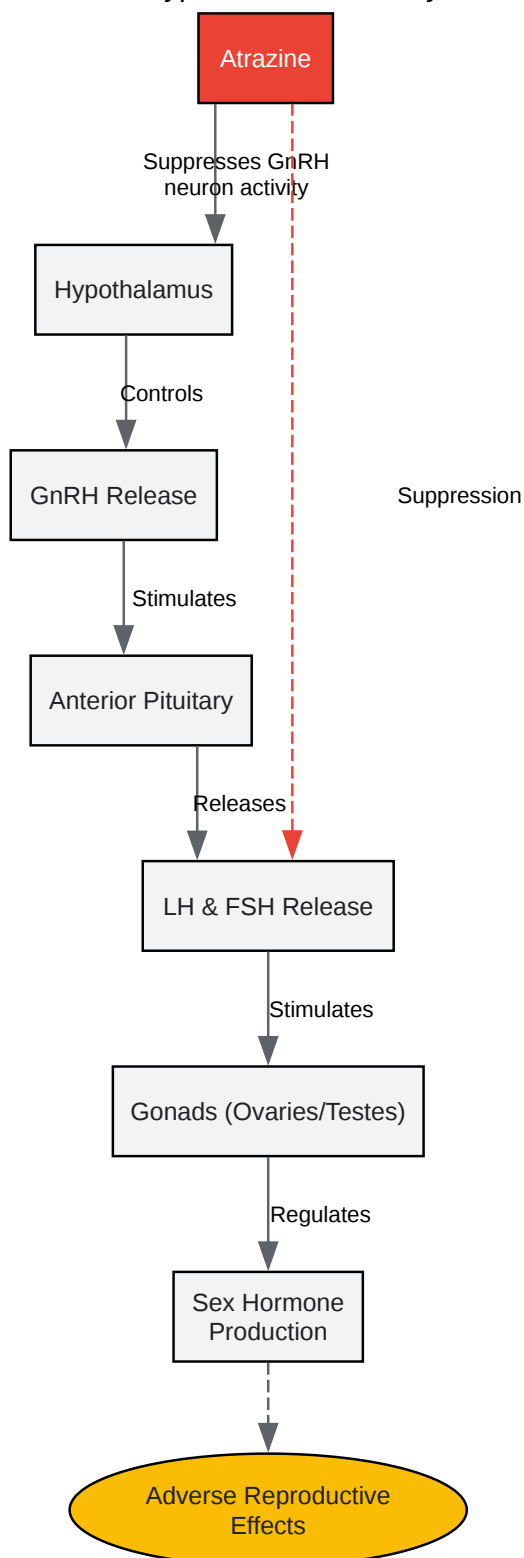 Atrazine
Suppresses GnRH
neuron activity
Hypothalamus
Controls
GnRH Release
Suppression
Stimulates
Anterior Pituitary
Releases
LH & FSH Release
Stimulates
Gonads (Ovaries/Testes)
Regulates
Sex Hormone
Production
Adverse Reproductive
Effects